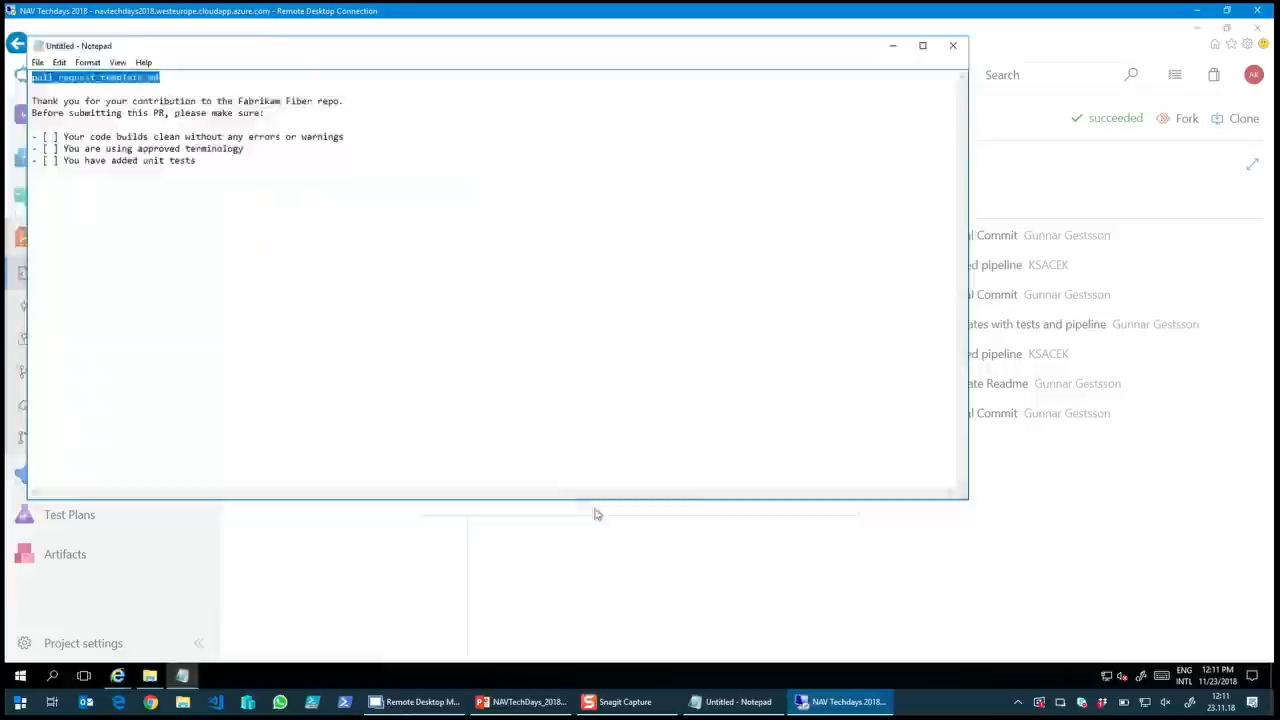 NAV Techdays 2018 - navtechdays2018.westeurope.cloudapp.azure.com - Remote Desktop Connection
Untitled - Notepad
File Edit Format View Help
pull_request_template.md
Thank you for your contribution to the Fabrikam Fiber repo.
Before submitting this PR, please make sure:
- [ ] Your code builds clean without any errors or warnings
- [ ] You are using approved terminology
- [ ] You have added unit tests
Search
AK
succeeded Fork Clone
l Commit Gunnar Gestsson
ed pipeline KSACEK
l Commit Gunnar Gestsson
ates with tests and pipeline Gunnar Gestsson
ed pipeline KSACEK
ate Readme Gunnar Gestsson
l Commit Gunnar Gestsson
Test Plans
Artifacts
Project settings
ENG
INTL
12:11 PM
11/23/2018
Remote Desktop M...
NAVTechDays_2018...
Snagit Capture
Untitled - Notepad
NAV Techdays 2018...
12:11
23.11.18